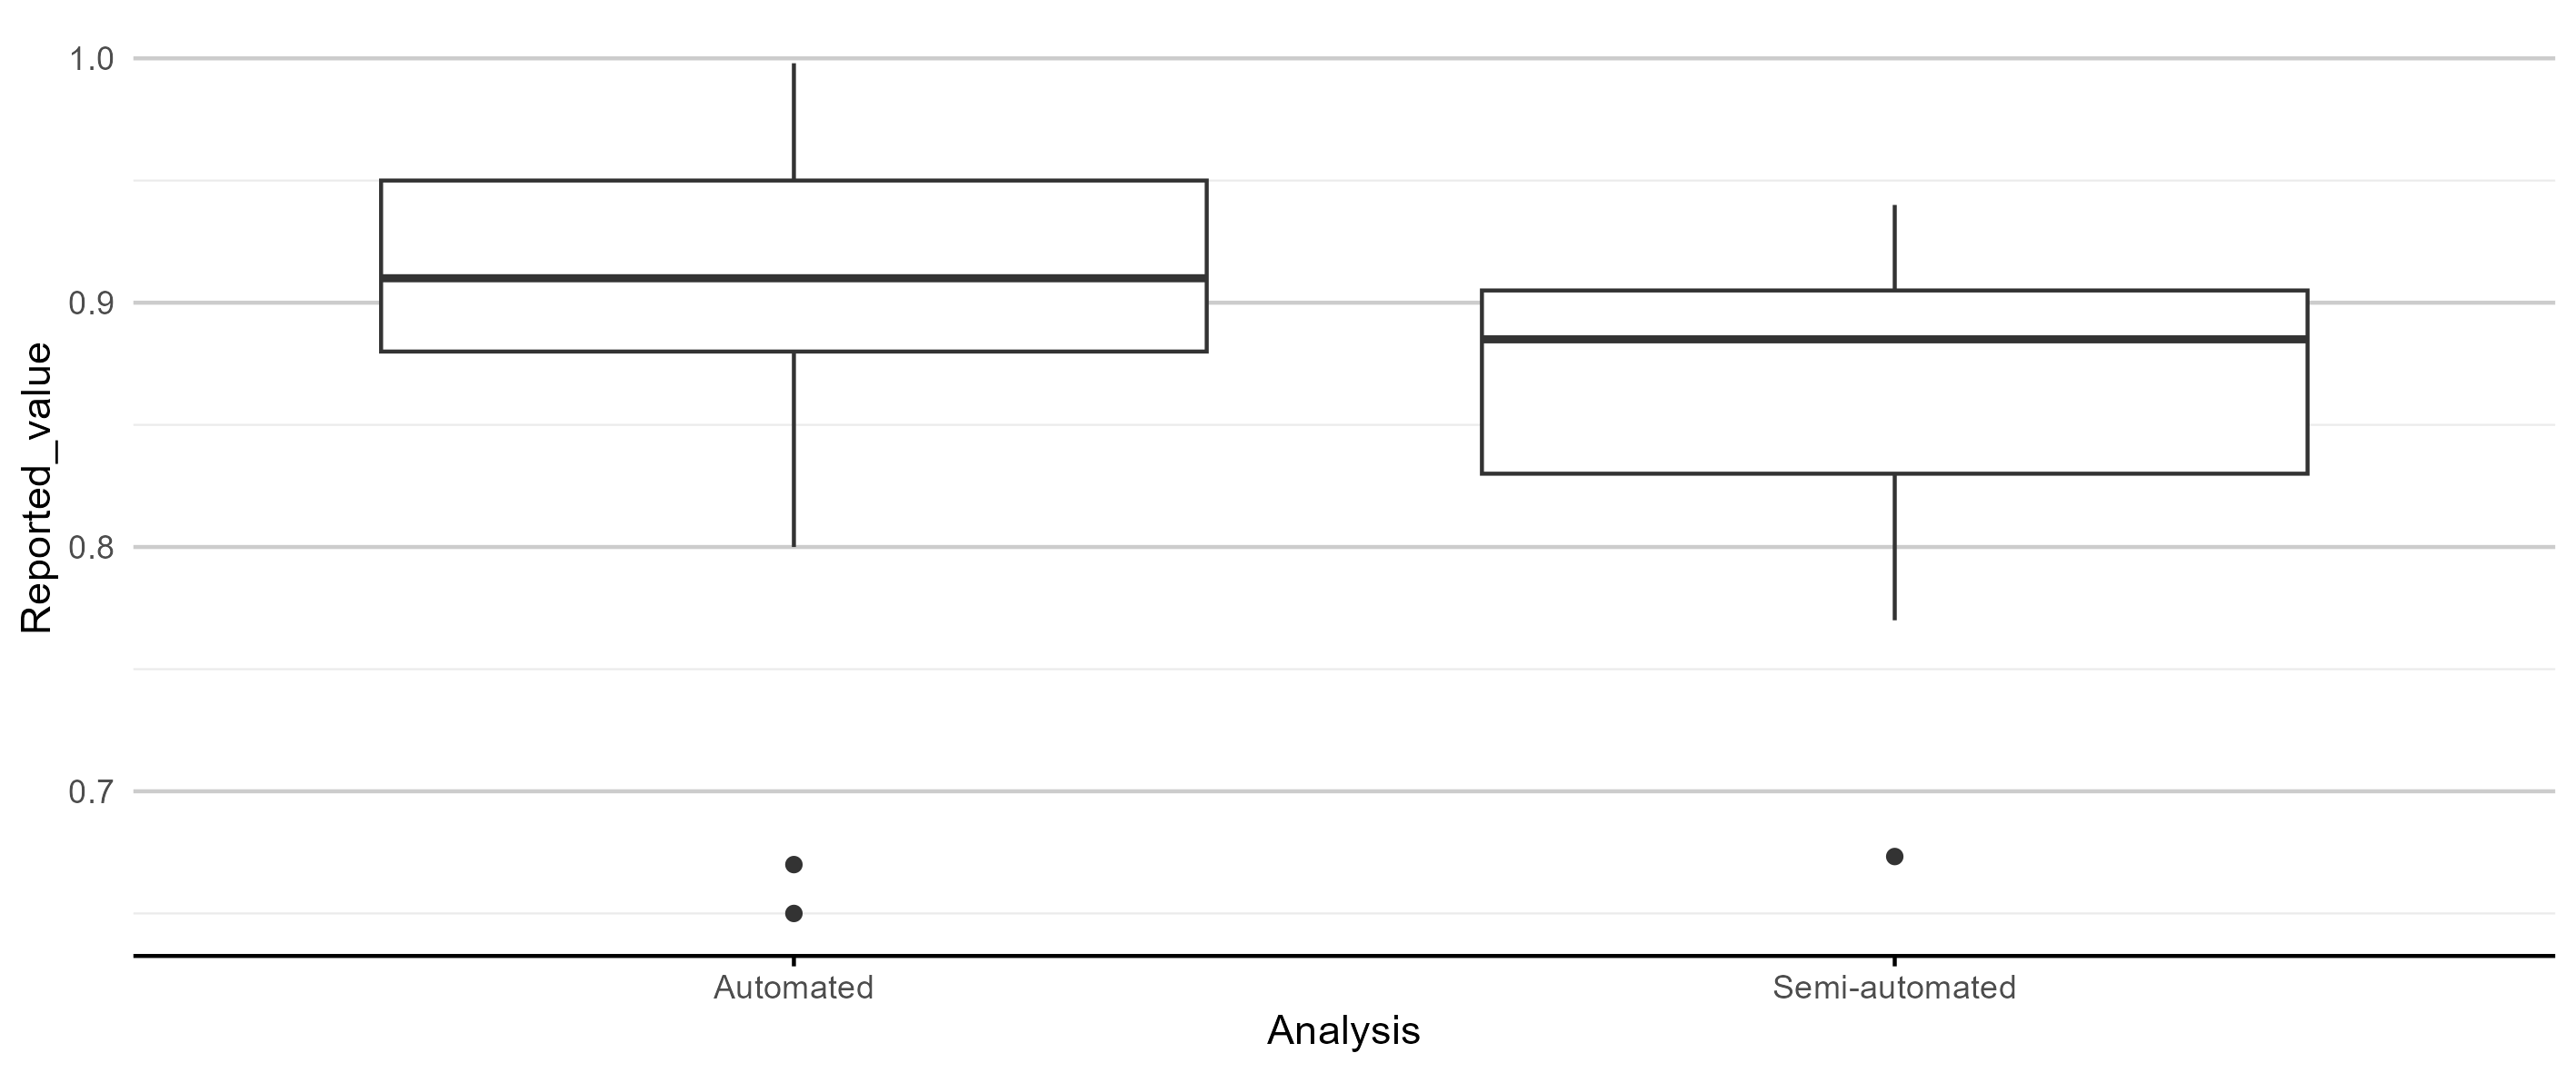 Reported_value
1.0
0.9
0.8
0.7
Automated
Semi-automated
Analysis